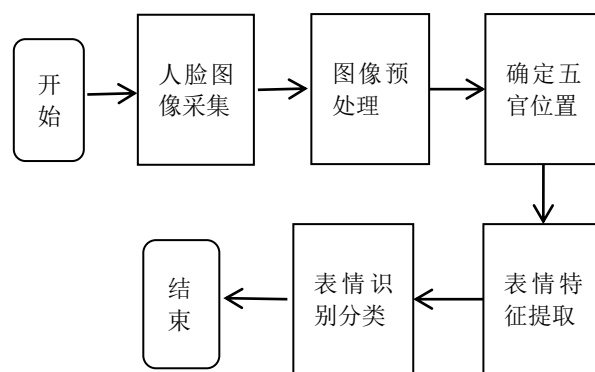 开
始
人脸图
像采集
图像预
处理
确定五
官位置
表情特
征提取
表情识
别分类
结
束